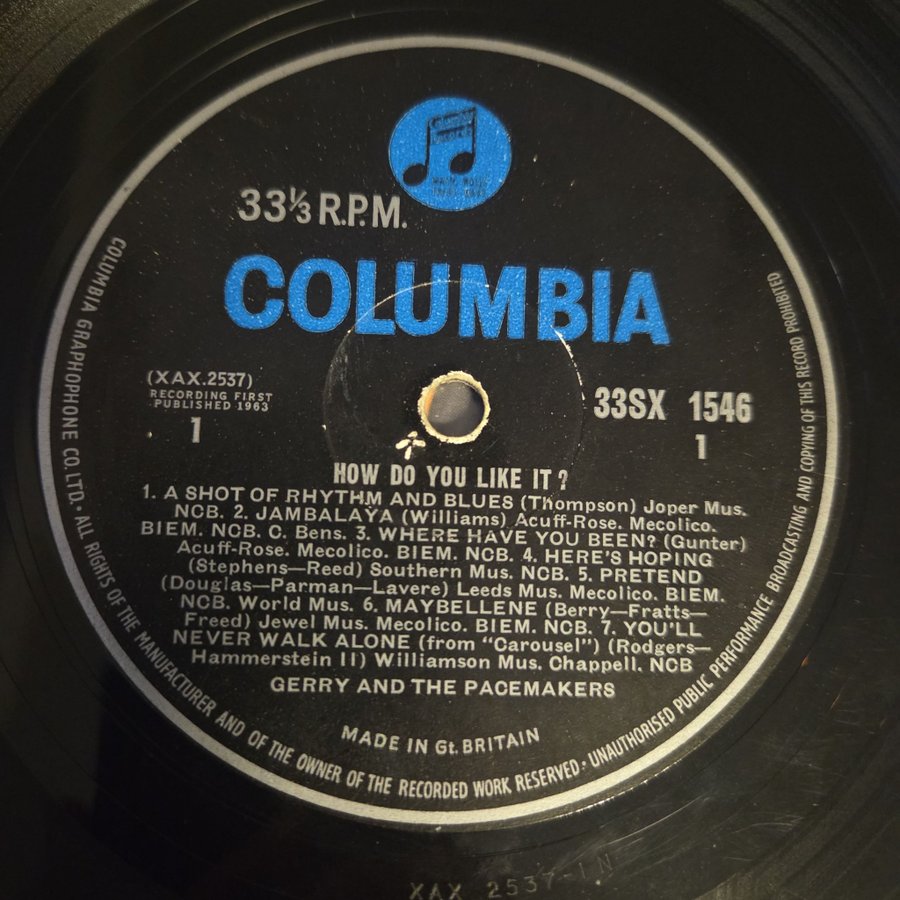 Columbia
Records
MAGIC NOTES
TRADE MARK
33⅓ R.P.M.
COLUMBIA
(XAX.2537)
RECORDING FIRST
PUBLISHED 1963
1
33SX 1546
1
HOW DO YOU LIKE IT?
1. A SHOT OF RHYTHM AND BLUES (Thompson) Joper Mus.
NCB. 2. JAMBALAYA (Williams) Acuff-Rose. Mecolico.
BIEM. NCB. C. Bens. 3. WHERE HAVE YOU BEEN? (Gunter)
Acuff-Rose. Mecolico. BIEM. NCB. 4. HERE'S HOPING
(Stephens—Reed) Southern Mus. NCB. 5. PRETEND
(Douglas—Parman—Lavere) Leeds Mus. Mecolico. BIEM.
NCB. World Mus. 6. MAYBELLENE (Berry—Fratts—
Freed) Jewel Mus. Mecolico. BIEM. NCB. 7. YOU'LL
NEVER WALK ALONE (from "Carousel") (Rodgers—
Hammerstein II) Williamson Mus. Chappell. NCB
GERRY AND THE PACEMAKERS
MADE IN Gt. BRITAIN
COLUMBIA GRAPHOPHONE CO. LTD. · ALL RIGHTS OF THE MANUFACTURER AND OF THE OWNER OF THE RECORDED WORK RESERVED · UNAUTHORISED PUBLIC PERFORMANCE BROADCASTING AND COPYING OF THIS RECORD PROHIBITED
XAX 2537-1N